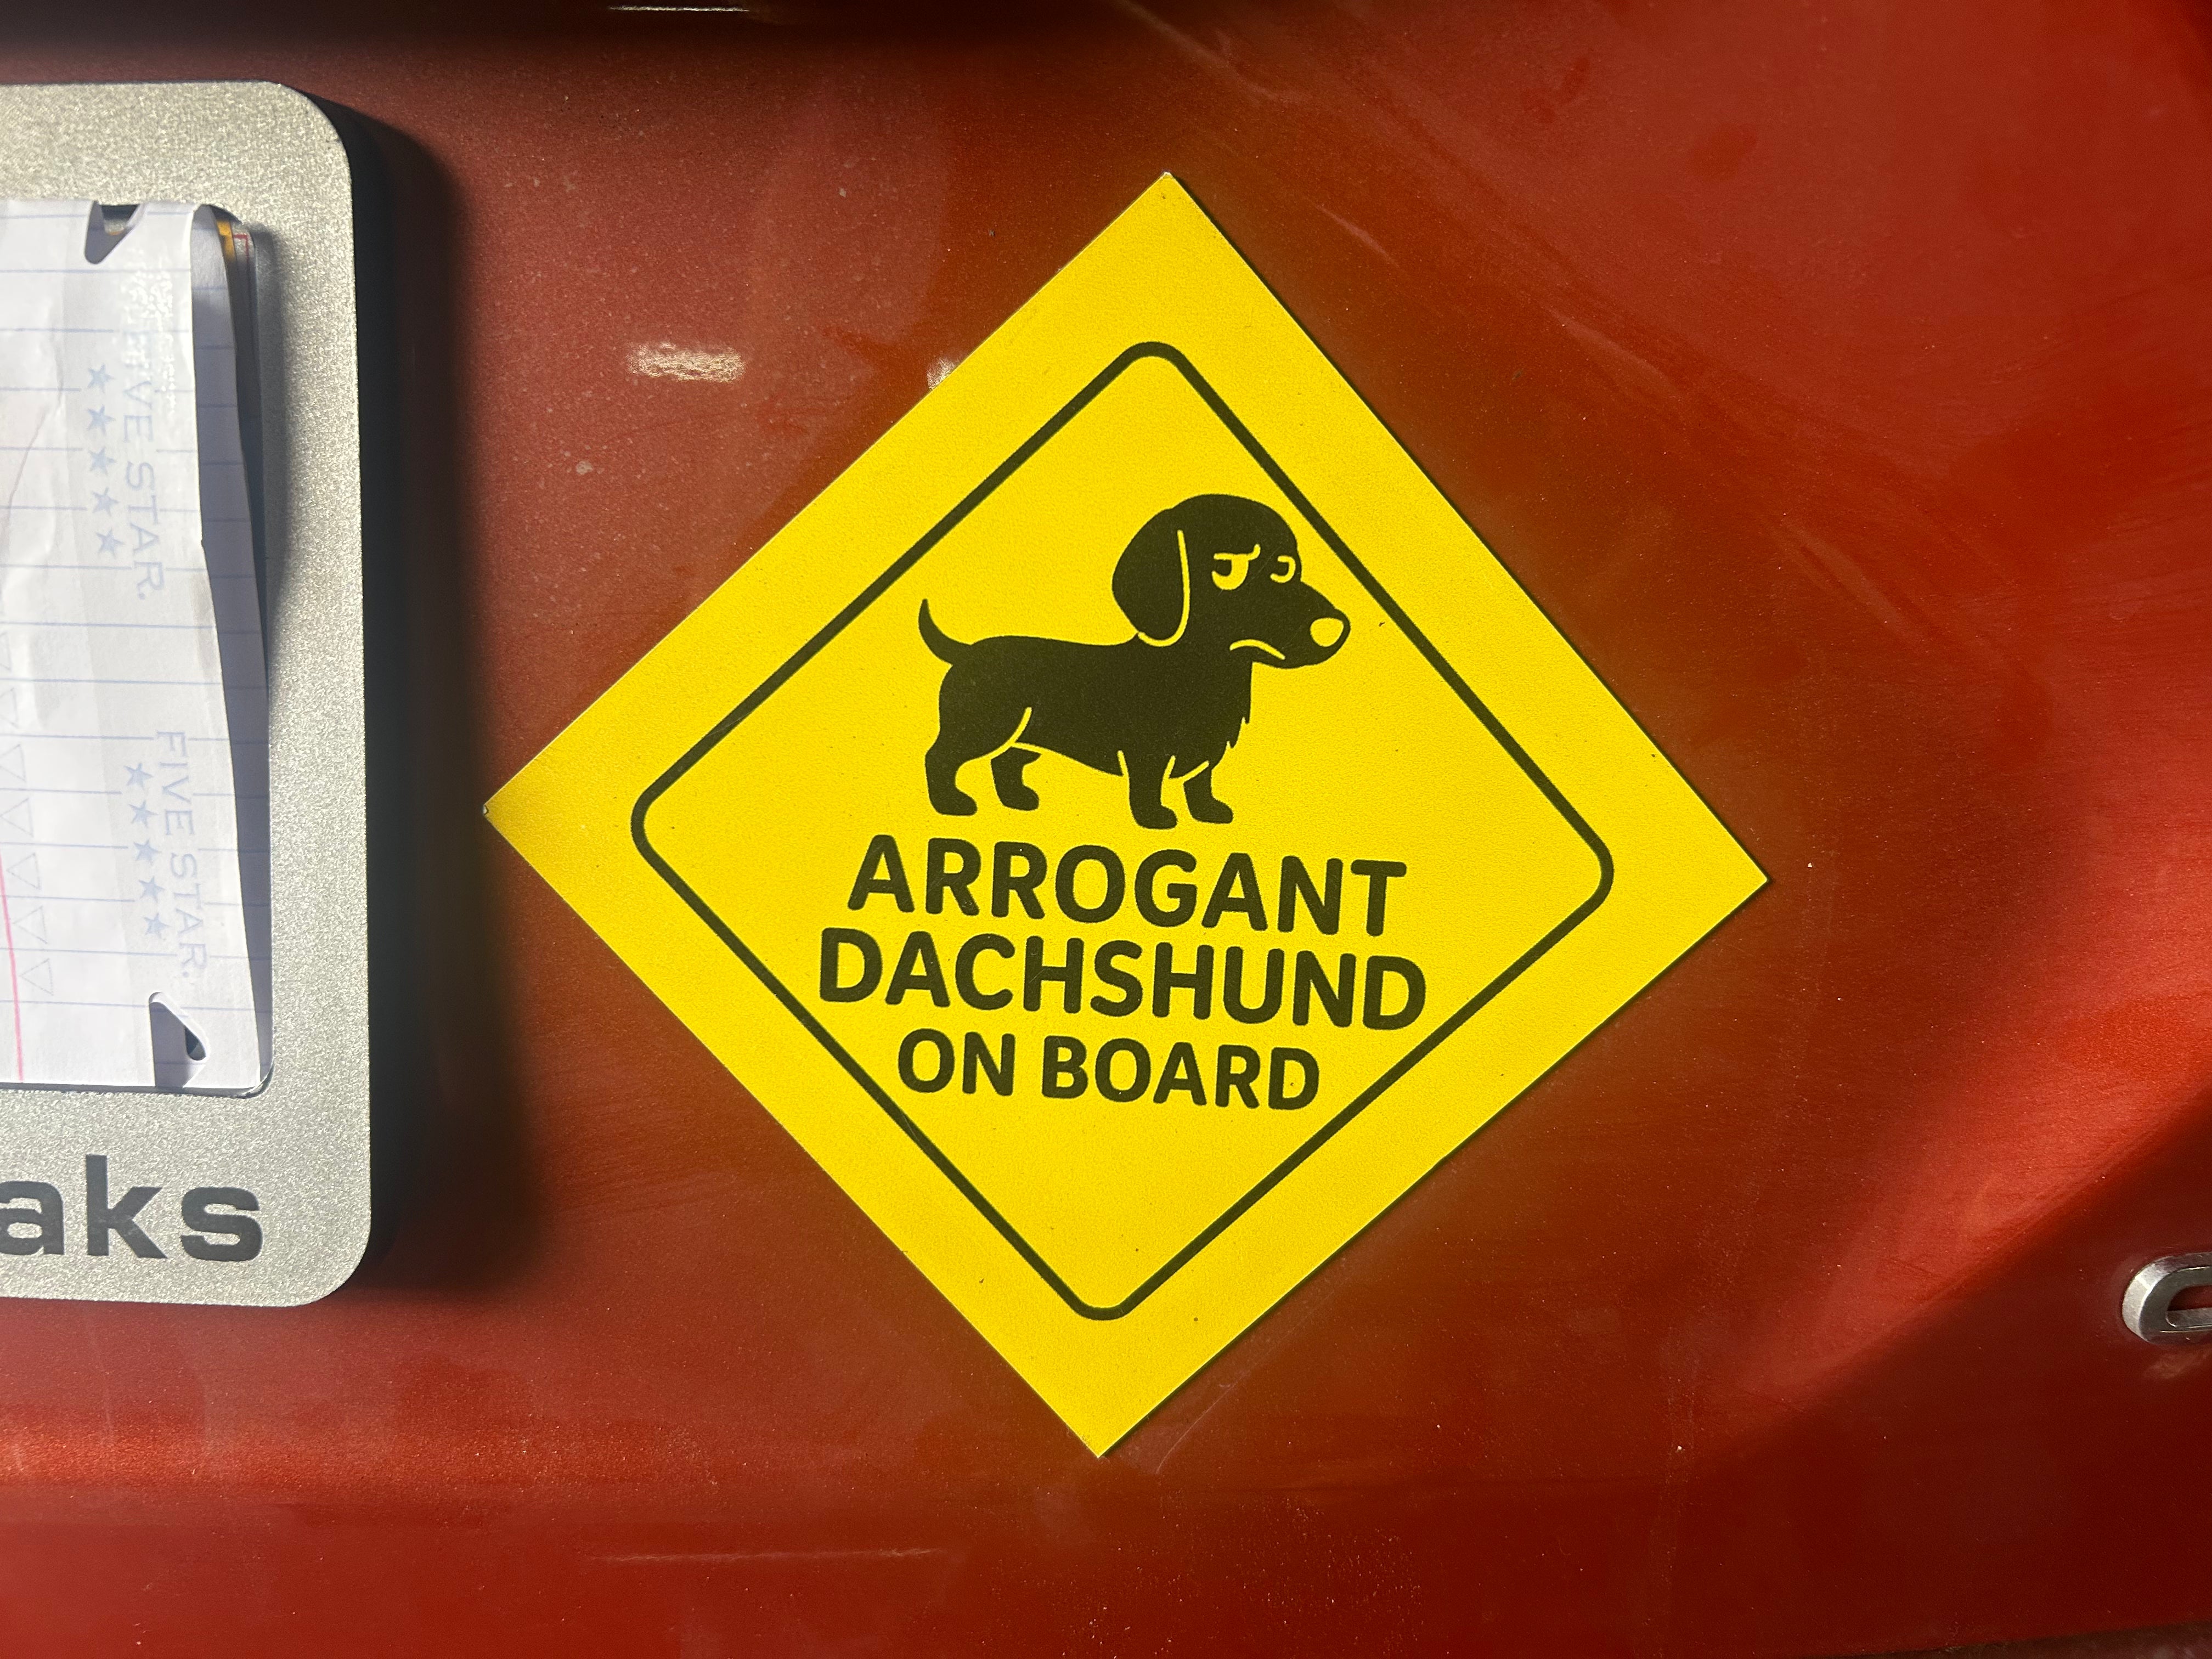 FIVE STAR.
FIVE STAR.
aks
ARROGANT
DACHSHUND
ON BOARD